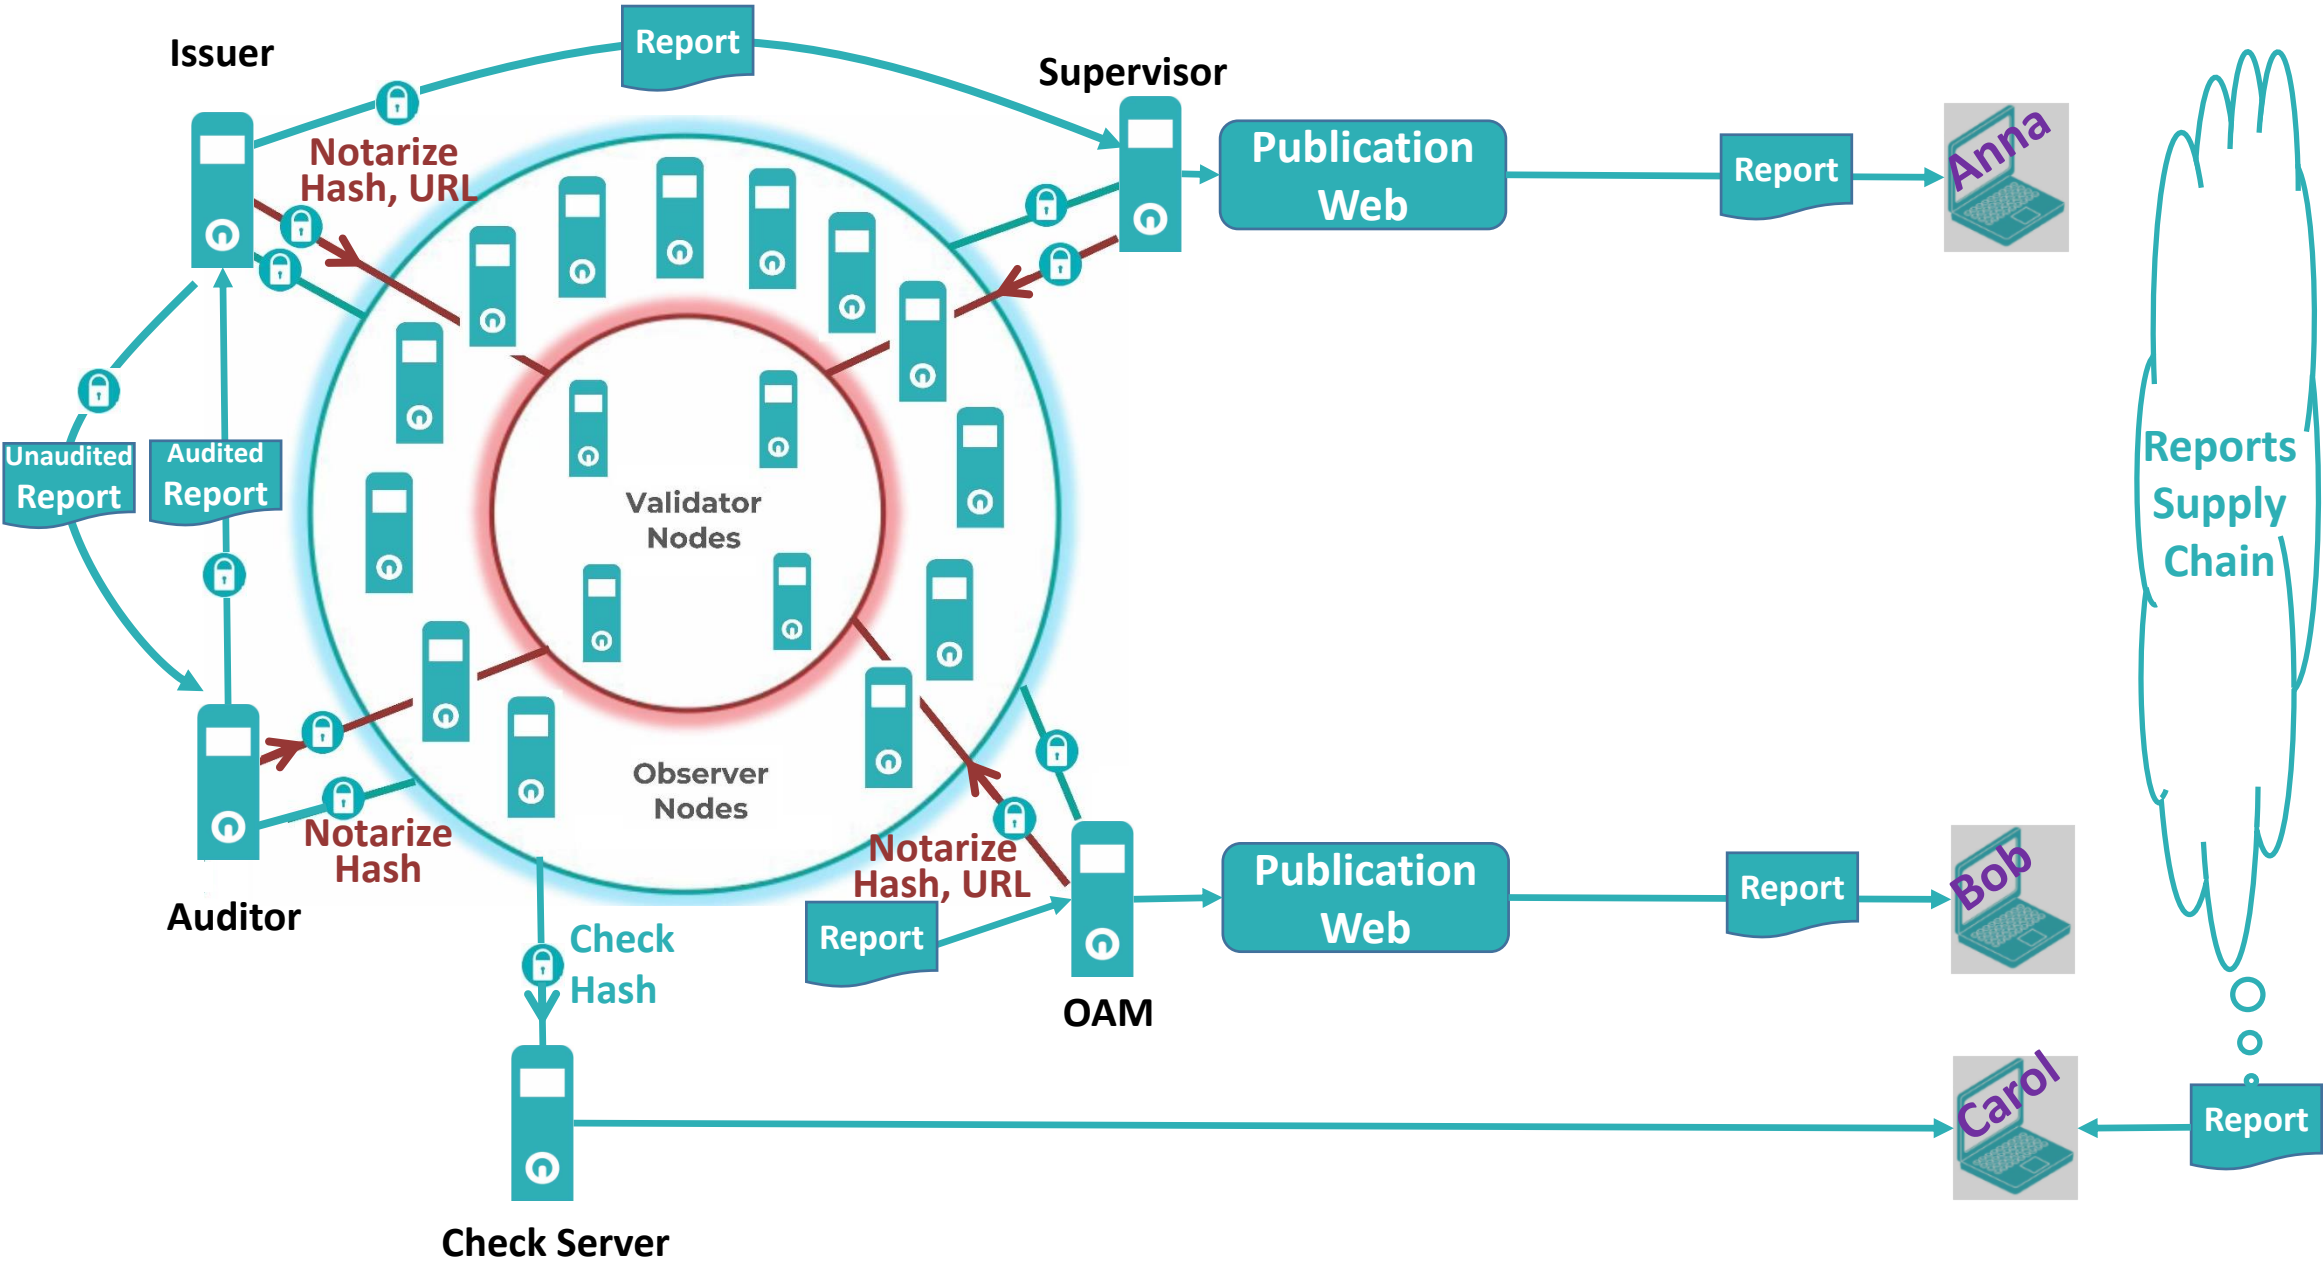 Issuer
Report
Supervisor
Notarize
Hash, URL
Publication
Web
Report
Anna
Unaudited
Report
Audited
Report
Validator
Nodes
Reports
Supply
Chain
Observer
Nodes
Notarize
Hash
Notarize
Hash, URL
Auditor
Report
Publication
Web
Report
Bob
Check
Hash
OAM
Carol
Report
Check Server